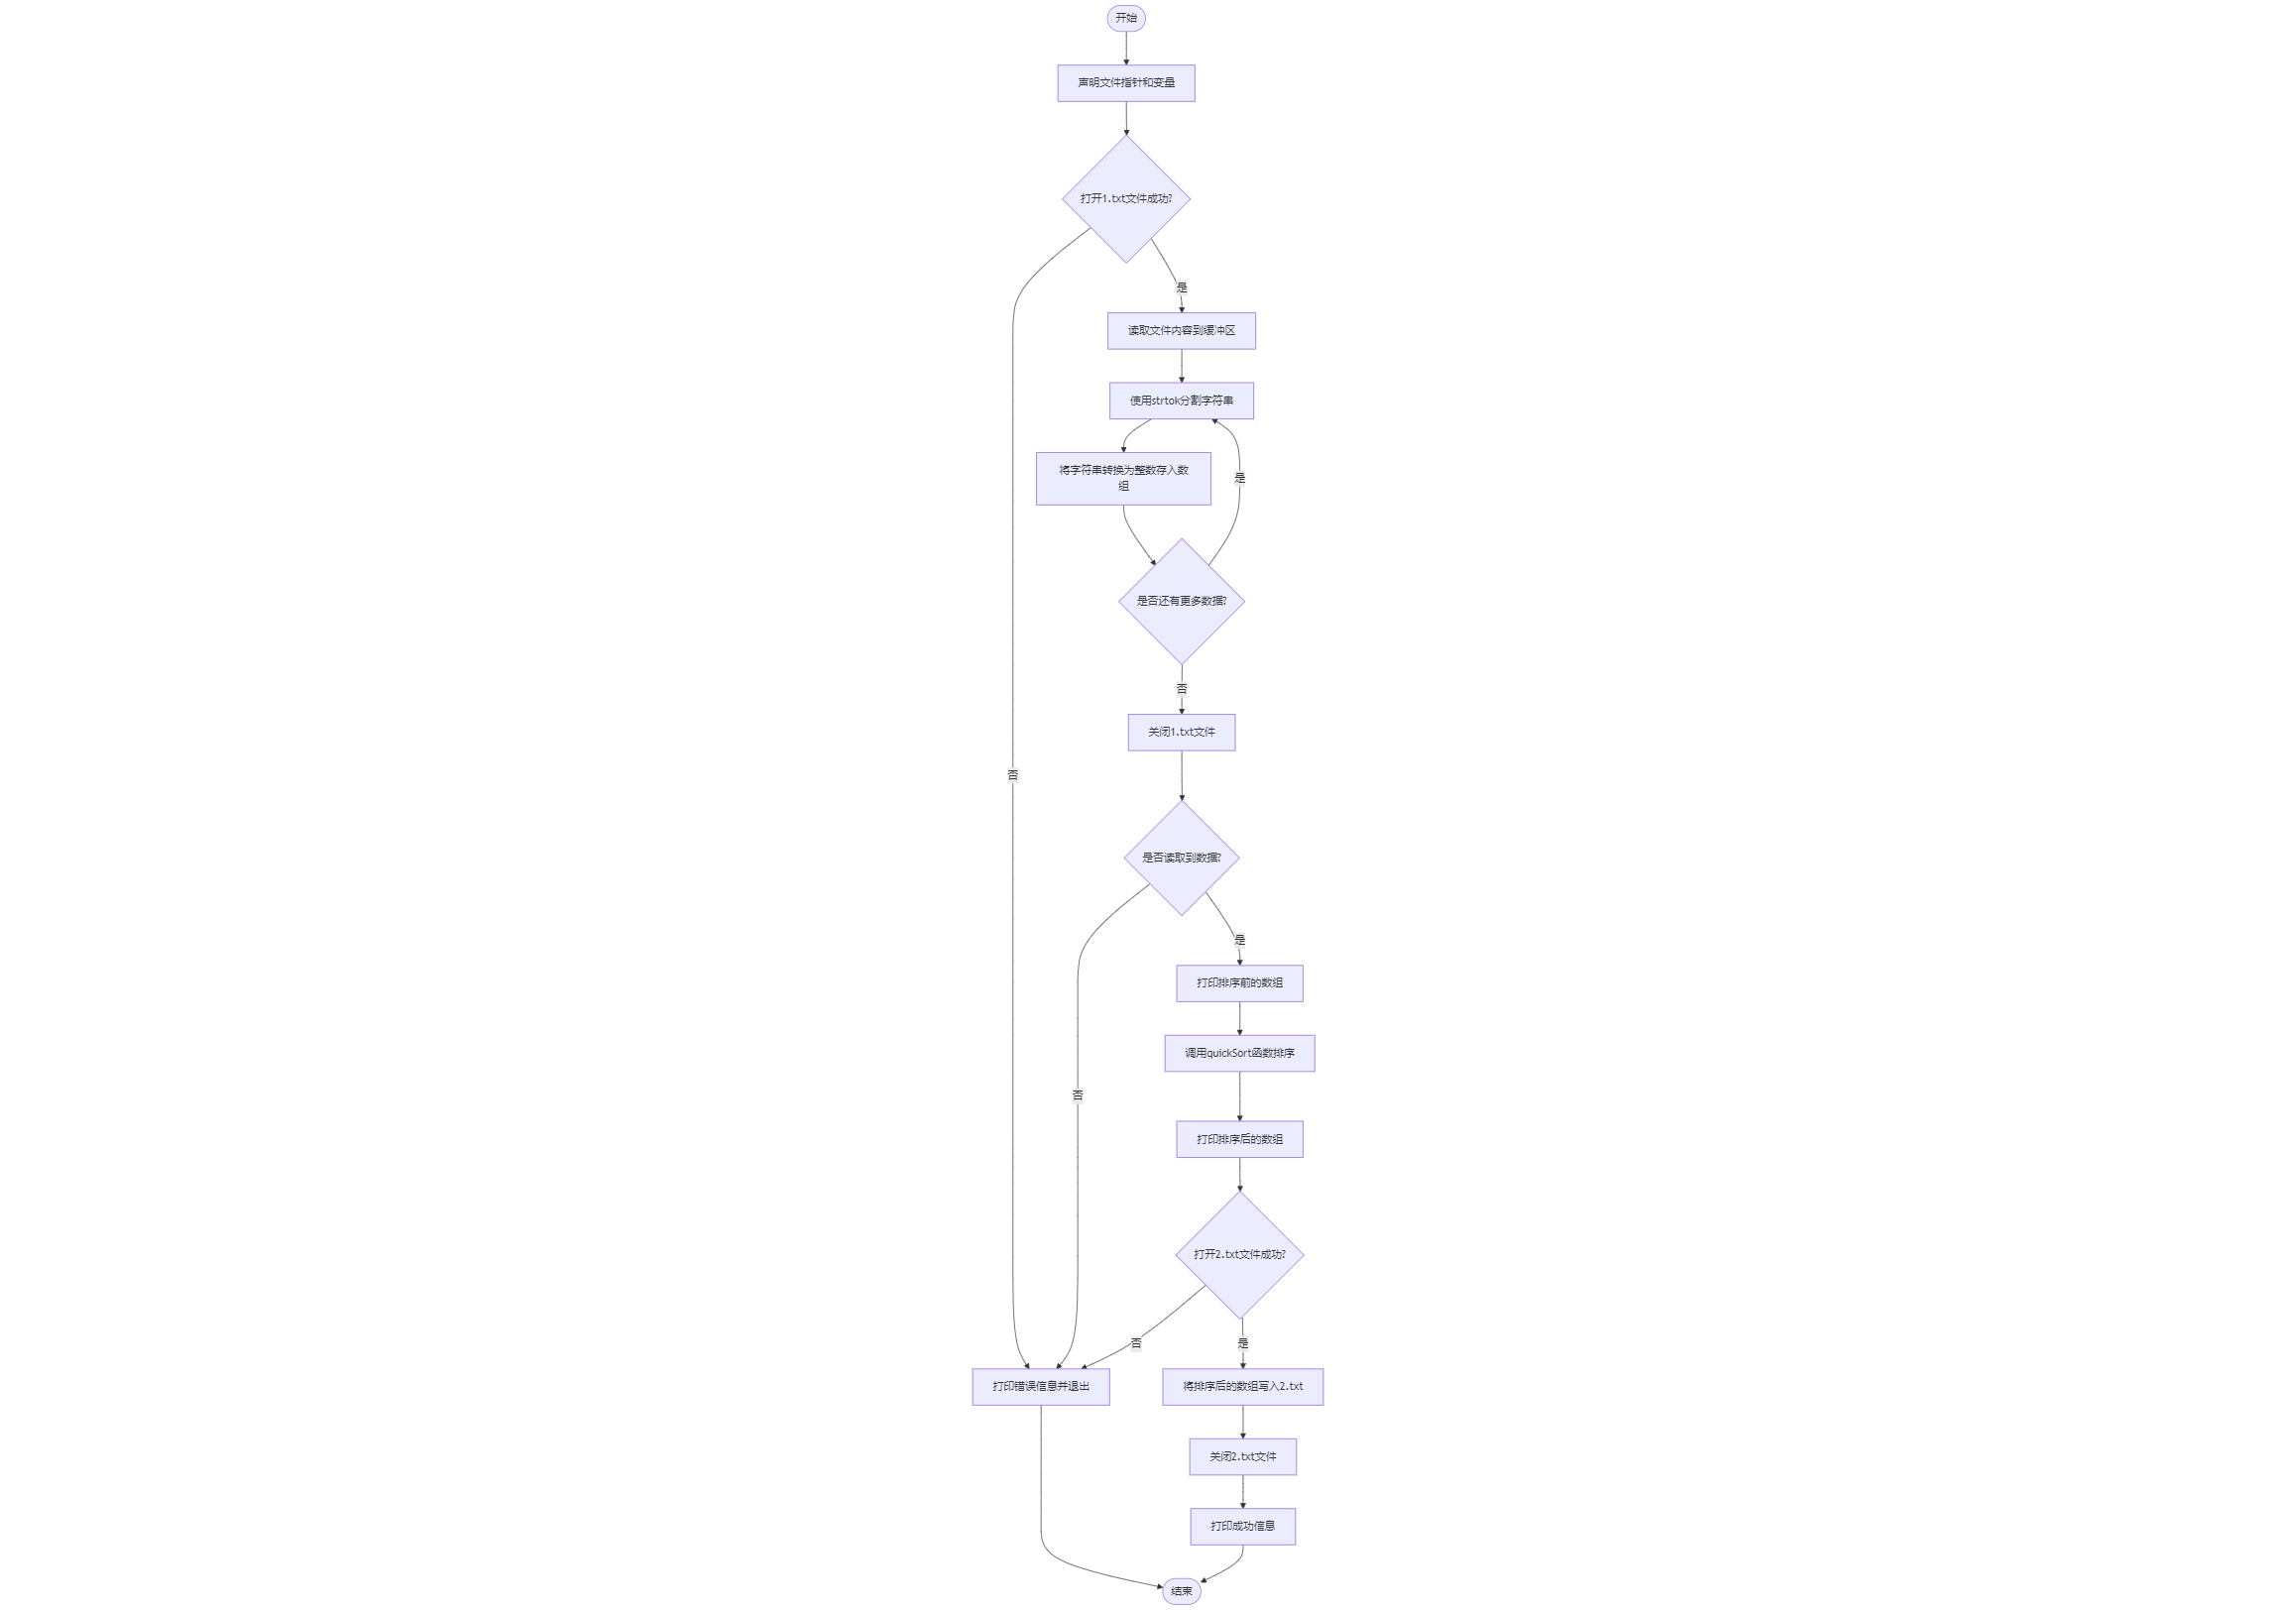 开始
声明文件指针和变量
打开1.txt文件成功?
是
读取文件内容到缓冲区
使用strtok分割字符串
将字符串转换为整数存入数
组
是
是否还有更多数据?
否
关闭1.txt文件
否
是否读取到数据?
是
打印排序前的数组
调用quickSort函数排序
否
打印排序后的数组
打开2.txt文件成功?
否
是
打印错误信息并退出
将排序后的数组写入2.txt
关闭2.txt文件
打印成功信息
结束